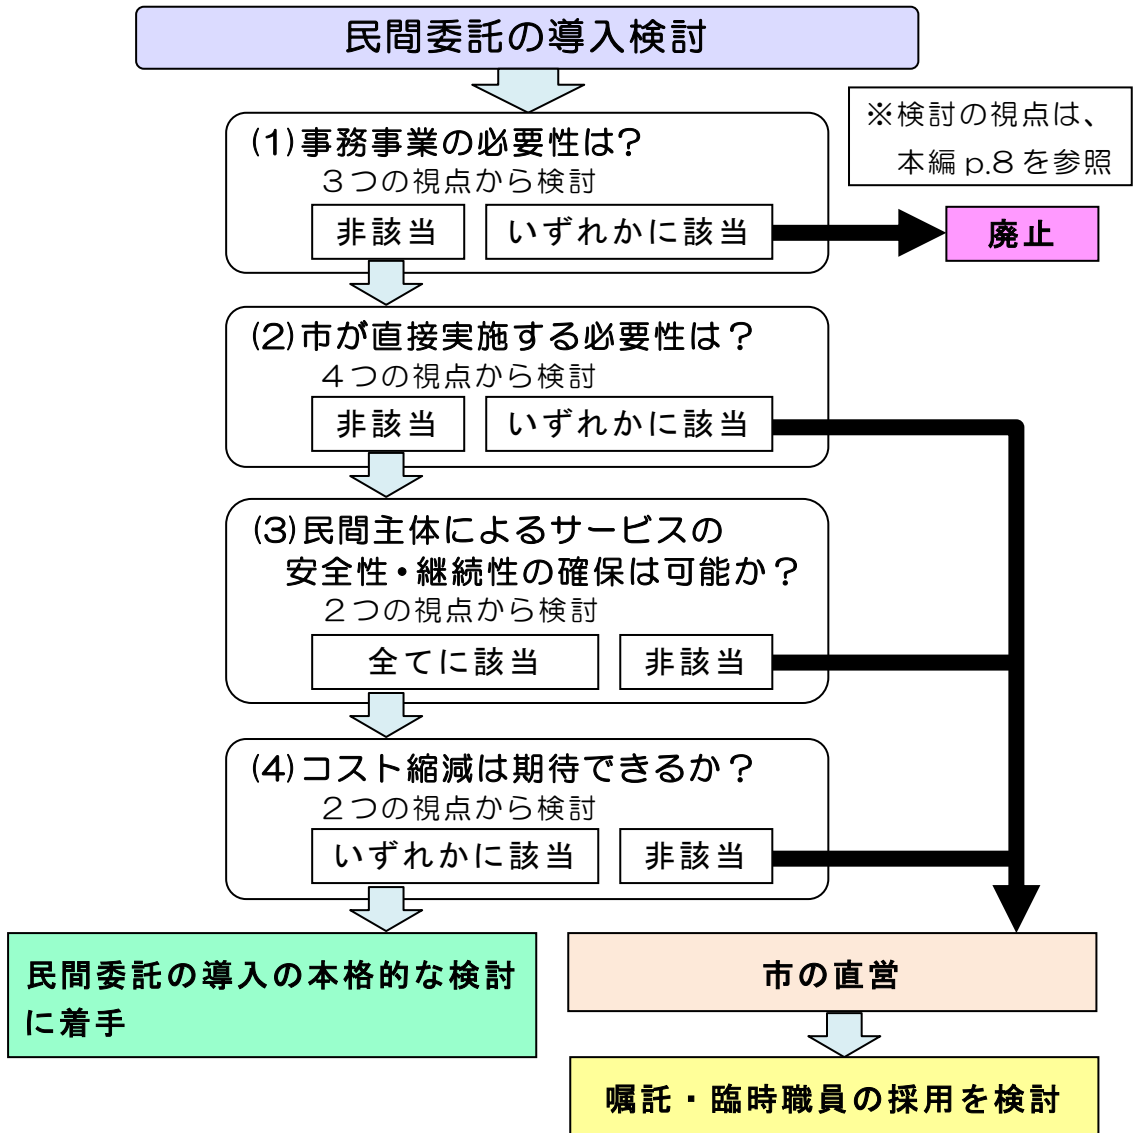 民間委託の導入検討
※検討の視点は、
本編 p.8 を参照
(1)事務事業の必要性は?
３つの視点から検討
非該当
いずれかに該当
廃止
(2)市が直接実施する必要性は？
４つの視点から検討
非該当
いずれかに該当
(3)民間主体によるサービスの
安全性・継続性の確保は可能か？
２つの視点から検討
全てに該当
非該当
(4)コスト縮減は期待できるか？
２つの視点から検討
いずれかに該当
非該当
民間委託の導入の本格的な検討
に着手
市の直営
嘱託・臨時職員の採用を検討